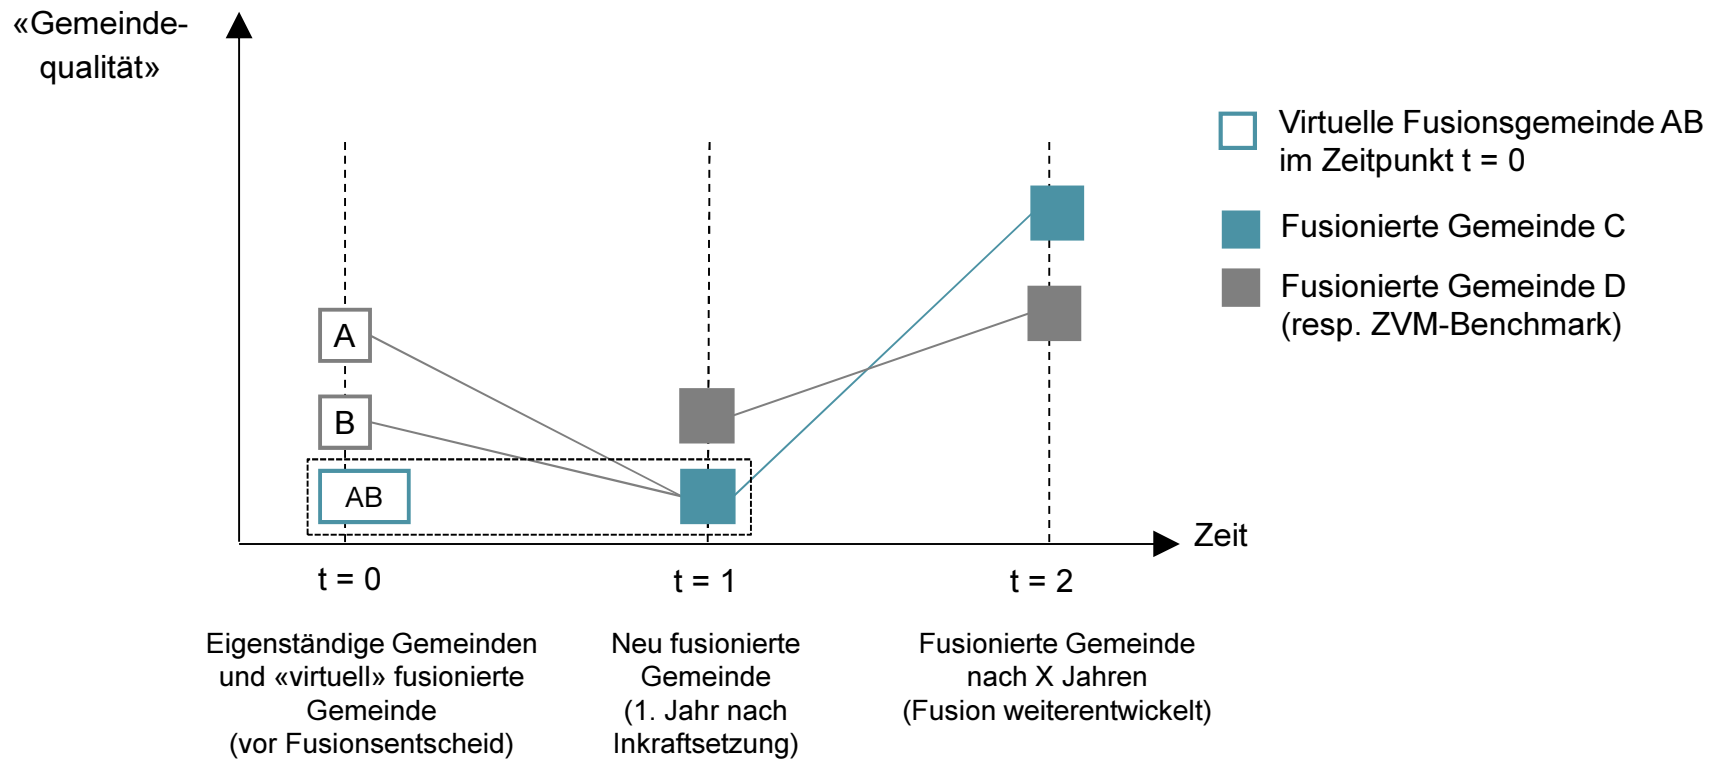 «Gemeinde-
qualität»
Virtuelle Fusionsgemeinde AB
im Zeitpunkt t = 0
Fusionierte Gemeinde C
Fusionierte Gemeinde D
(resp. ZVM-Benchmark)
A
B
AB
Zeit
t = 0
t = 1
t = 2
Eigenständige Gemeinden
und «virtuell» fusionierte
Gemeinde
(vor Fusionsentscheid)
Neu fusionierte
Gemeinde
(1. Jahr nach
Inkraftsetzung)
Fusionierte Gemeinde
nach X Jahren
(Fusion weiterentwickelt)